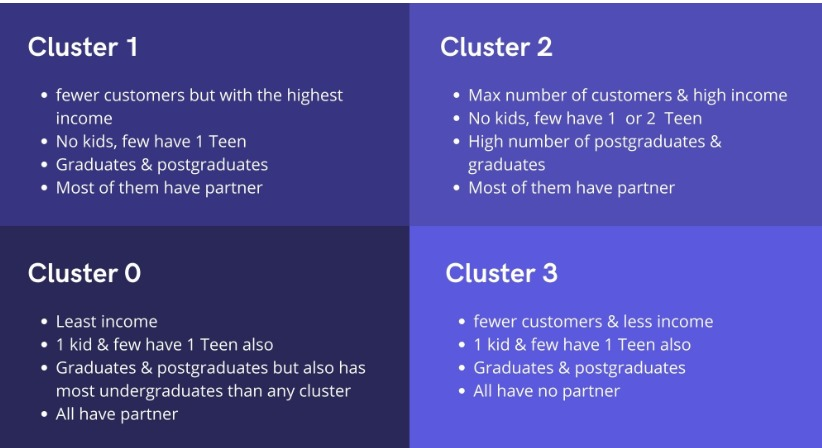 Cluster 1
• fewer customers but with the highest
income
• No kids, few have 1 Teen
• Graduates & postgraduates
• Most of them have partner
Cluster 2
• Max number of customers & high income
• No kids, few have 1  or 2  Teen
• High number of postgraduates &
graduates
• Most of them have partner
Cluster 0
• Least income
• 1 kid & few have 1 Teen also
• Graduates & postgraduates but also has
most undergraduates than any cluster
• All have partner
Cluster 3
• fewer customers & less income
• 1 kid & few have 1 Teen also
• Graduates & postgraduates
• All have no partner